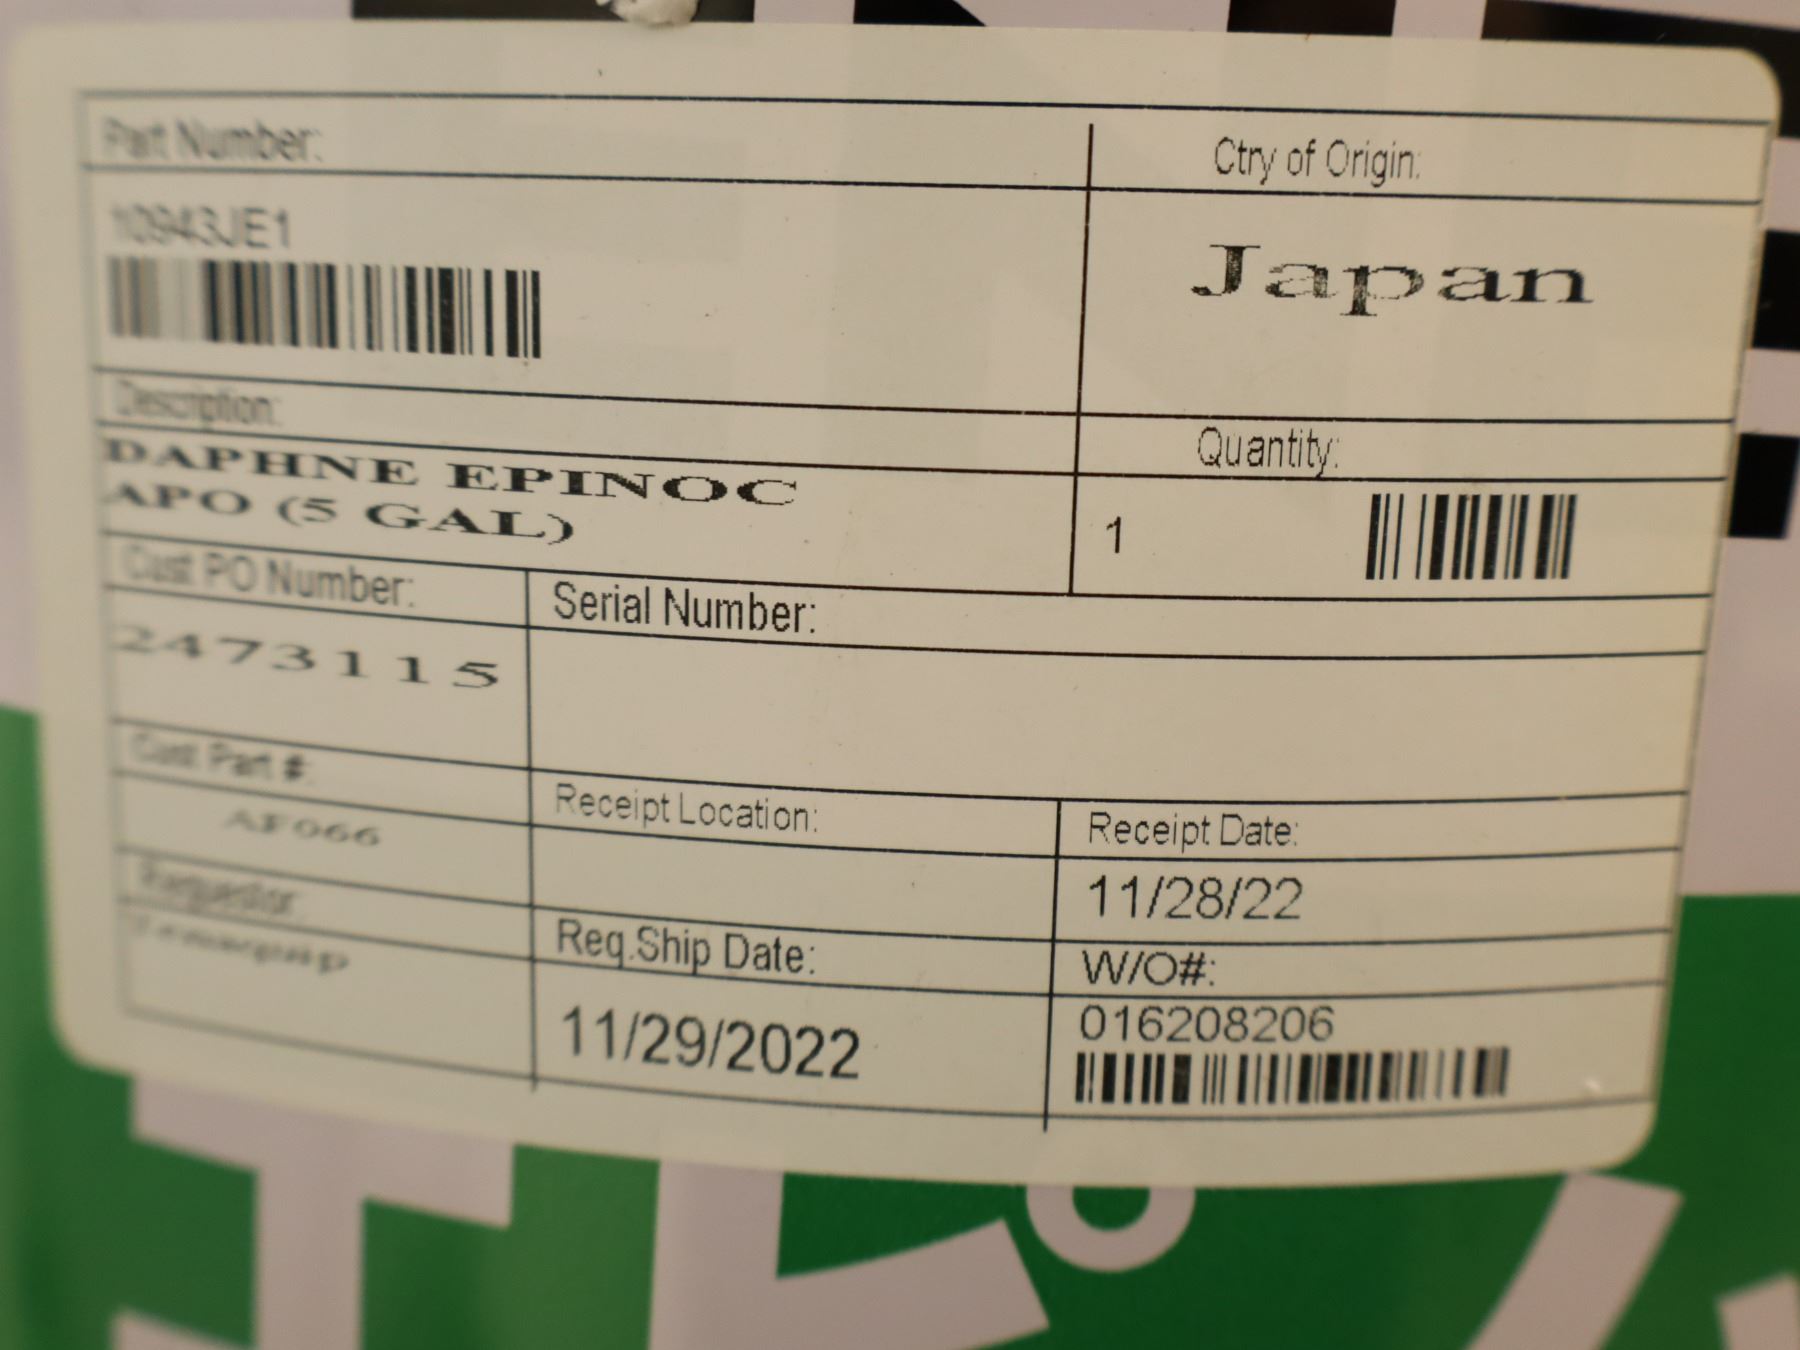 Part Number:
Ctry of Origin:
10943JE1
Japan
Description:
Quantity:
DAPHNE EPINOC
APO (5 GAL)
1
Cust PO Number:
Serial Number:
2473115
Cust Part #:
Receipt Location:
Receipt Date:
AF066
11/28/22
Requestor:
Req.Ship Date:
W/O#:
11/29/2022
016208206